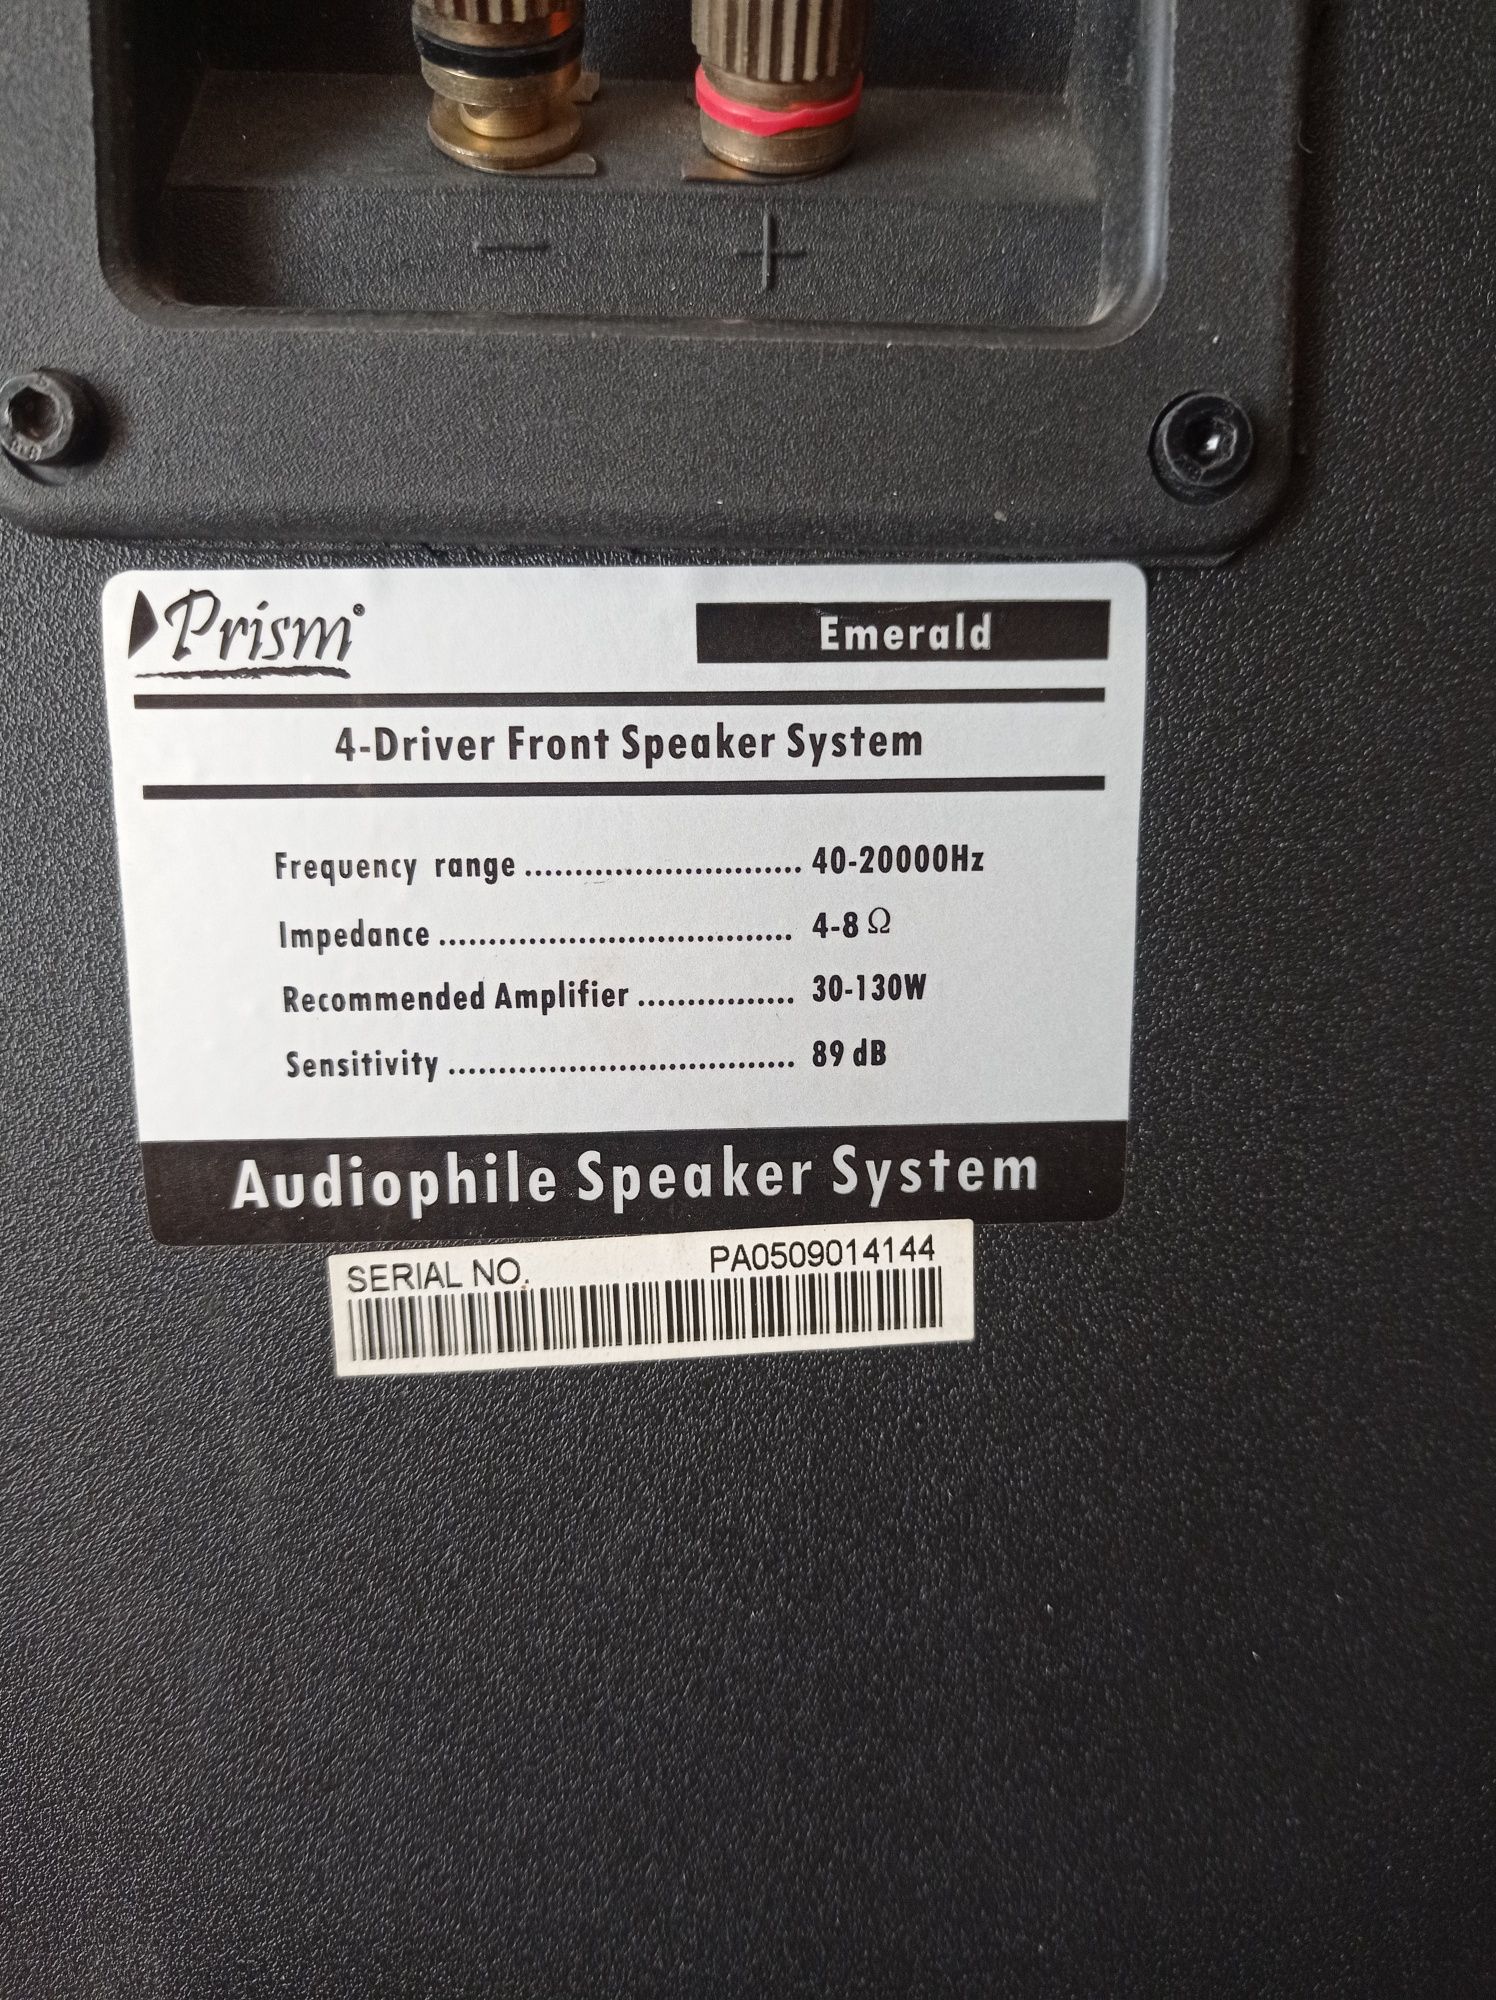 − +
Prism®
Emerald
4-Driver Front Speaker System
Frequency range ........................... 40-20000Hz
Impedance ................................... 4-8 Ω
Recommended Amplifier ................ 30-130W
Sensitivity .................................. 89 dB
Audiophile Speaker System
SERIAL NO. PA0509014144